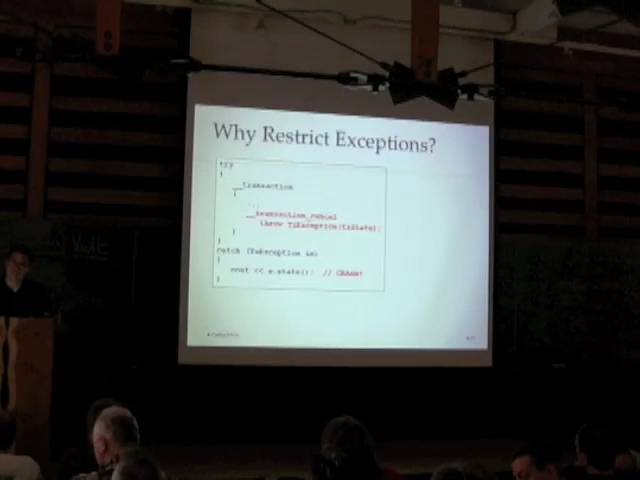 Why Restrict Exceptions?
try
{
__transaction
{
...
__transaction_cancel
throw TxException(txState);
}
}
catch (TxException &e)
{
cout << e.state(); // CRASH!
}